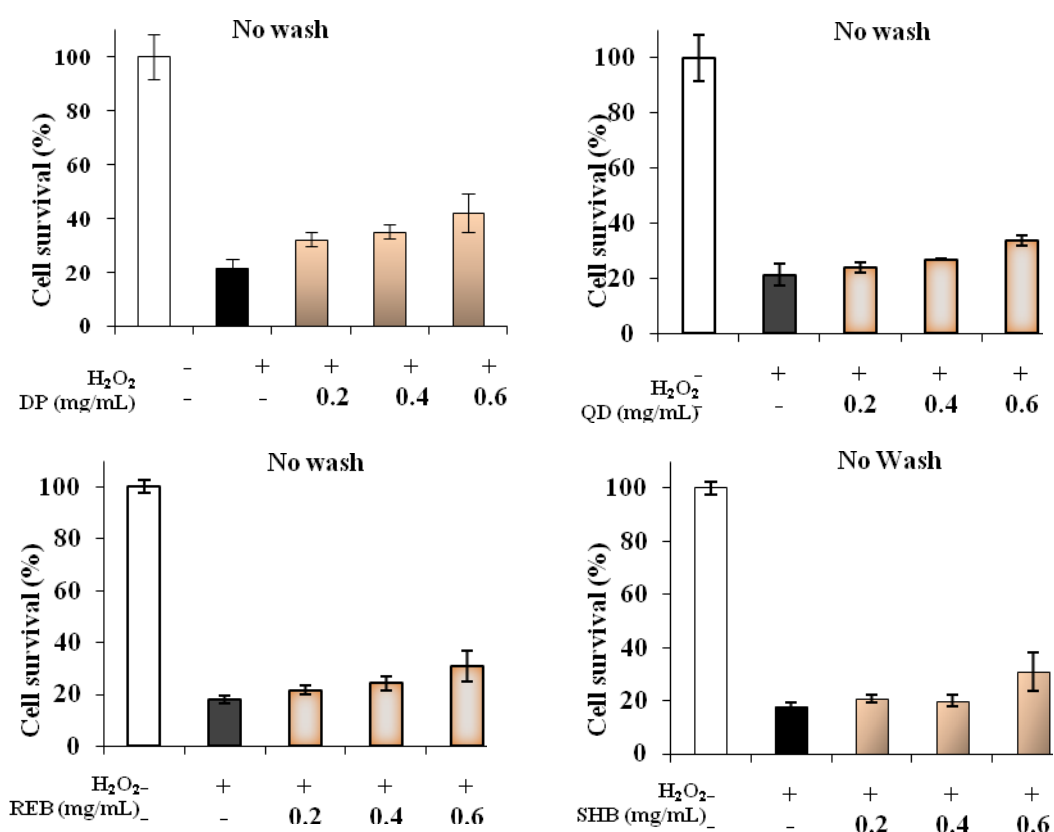 No wash
Cell survival (%)
100
80
60
40
20
0
H₂O₂ - + + + +
DP (mg/mL) - - 0.2 0.4 0.6
No wash
Cell survival (%)
100
80
60
40
20
0
H₂O₂ - + + + +
QD (mg/mL) - - 0.2 0.4 0.6
No wash
Cell survival (%)
100
80
60
40
20
0
H₂O₂ - + + + +
REB (mg/mL) - - 0.2 0.4 0.6
No Wash
Cell survival (%)
100
80
60
40
20
0
H₂O₂ - + + + +
SHB (mg/mL) - - 0.2 0.4 0.6